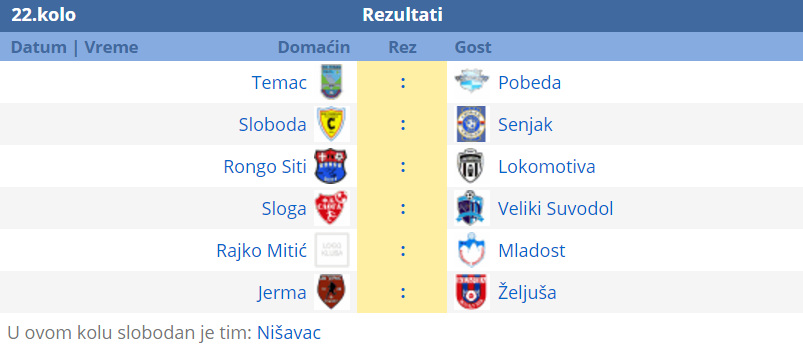 22.kolo Rezultati
Datum | Vreme Domaćin Rez Gost
Temac : Pobeda
Sloboda : Senjak
Rongo Siti : Lokomotiva
Sloga : Veliki Suvodol
Rajko Mitić : Mladost
Jerma : Željuša
U ovom kolu slobodan je tim: Nišavac